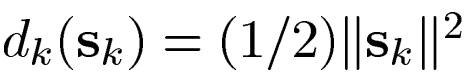 d_k(𝐬_k) = (1/2)‖𝐬_k‖²